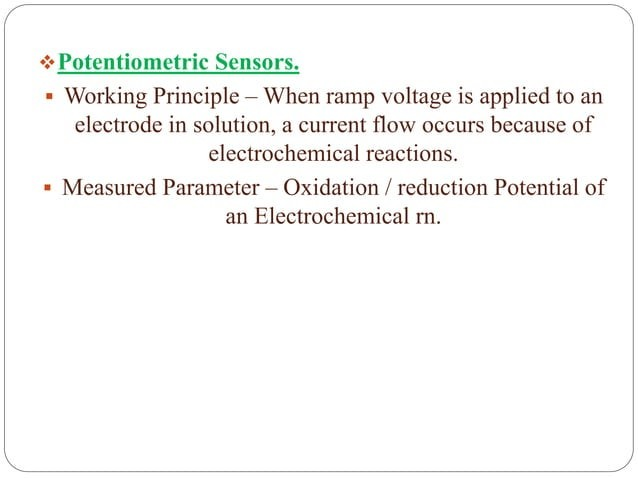 Potentiometric Sensors.
Working Principle – When ramp voltage is applied to an
electrode in solution, a current flow occurs because of
electrochemical reactions.
Measured Parameter – Oxidation / reduction Potential of
an Electrochemical rn.